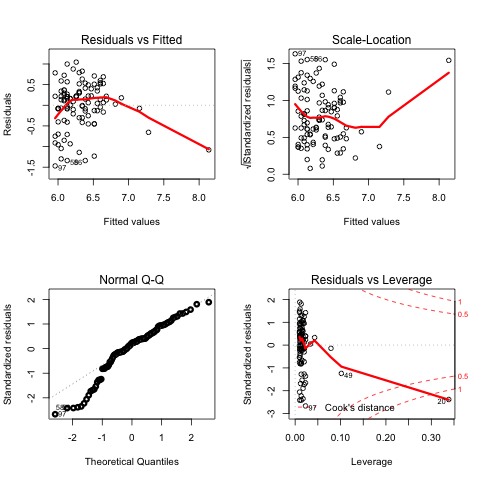 Residuals vs Fitted
Residuals
0.5
-0.5
-1.5
97
6.0 6.5 7.0 7.5 8.0
Fitted values
Scale-Location
√|Standardized residuals|
1.5
1.0
0.5
0.0
97
6.0 6.5 7.0 7.5 8.0
Fitted values
Normal Q-Q
Standardized residuals
2
1
0
-1
-2
97
-2 -1 0 1 2
Theoretical Quantiles
Residuals vs Leverage
Standardized residuals
2
1
0
-1
-2
-3
1
0.5
0.5
1
49
20
97
Cook's distance
0.00 0.10 0.20 0.30
Leverage